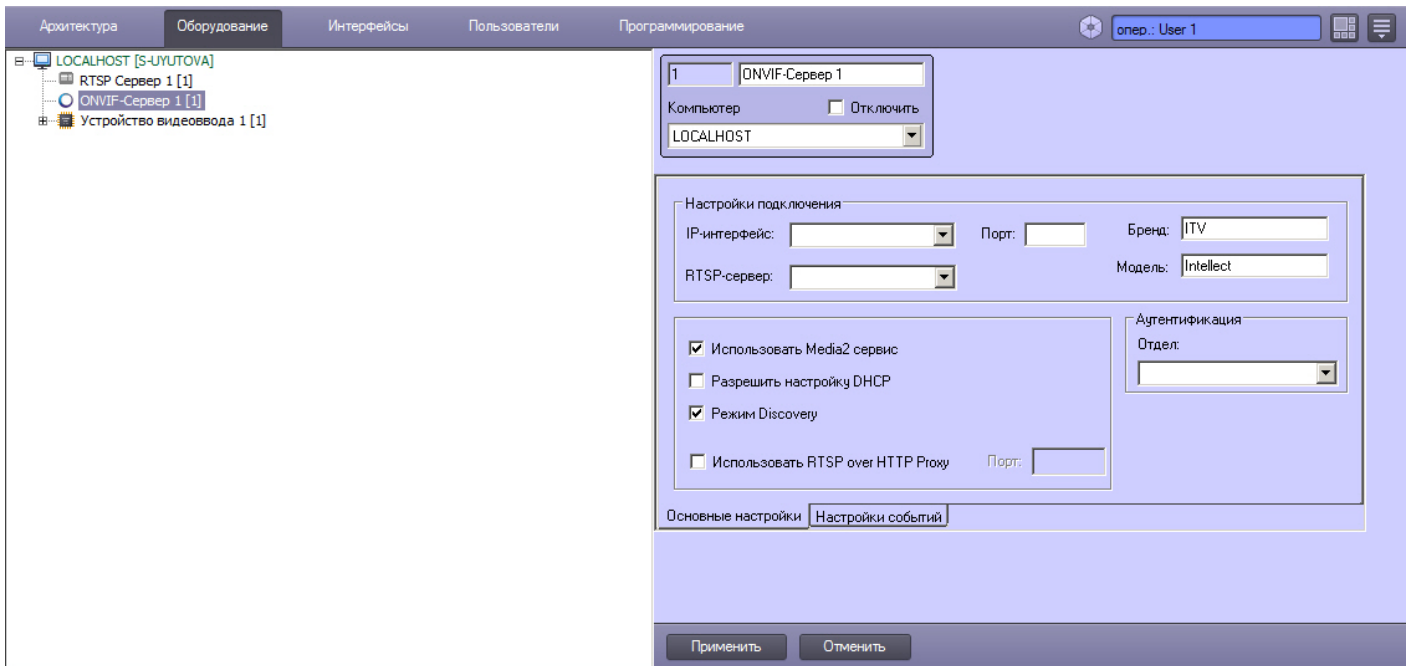 Архитектура Оборудование Интерфейсы Пользователи Программирование опер.: User 1
LOCALHOST [S-UYUTOVA]
RTSP Сервер 1 [1]
ONVIF-Сервер 1 [1]
Устройство видеоввода 1 [1]
1 ONVIF-Сервер 1
Компьютер Отключить
LOCALHOST
Настройки подключения
IP-интерфейс: Порт: Бренд: ITV
RTSP-сервер: Модель: Intellect
Аутентификация
Отдел:
Использовать Media2 сервис
Разрешить настройку DHCP
Режим Discovery
Использовать RTSP over HTTP Proxy Порт:
Основные настройки Настройки событий
Применить Отменить